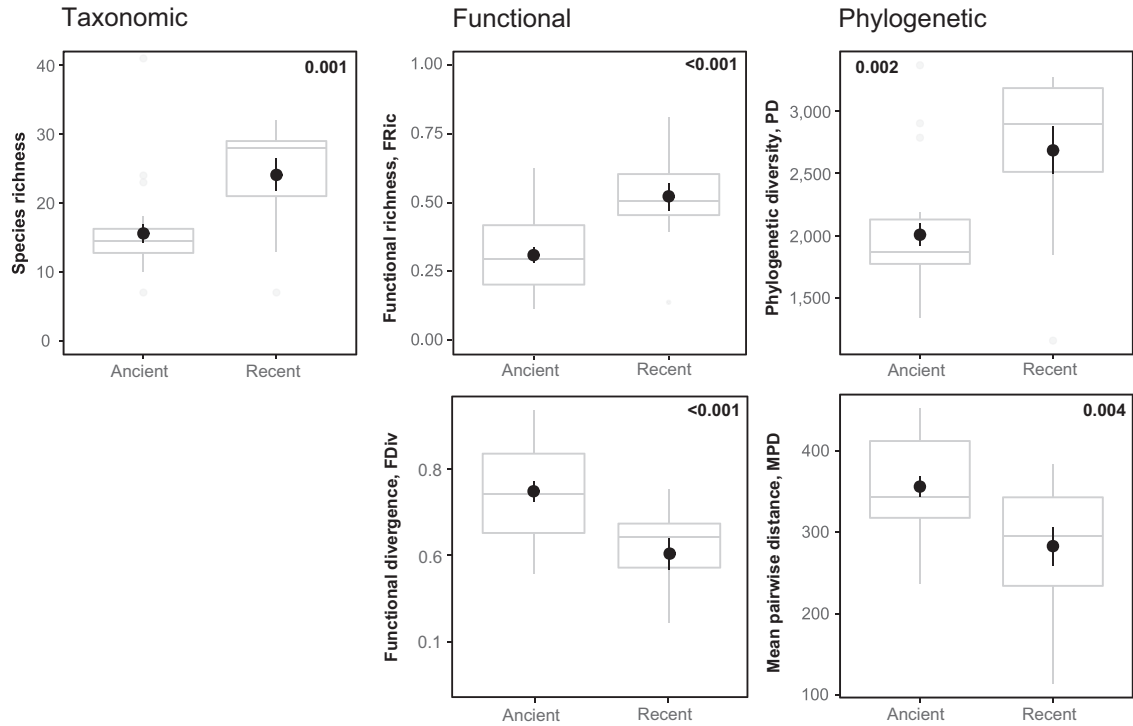 Taxonomic
Functional
Phylogenetic
Species richness
40
30
20
10
0
0.001
Ancient
Recent
Functional richness, FRic
1.00
0.75
0.50
0.25
0.00
<0.001
Ancient
Recent
Phylogenetic diversity, PD
3,000
2,500
2,000
1,500
0.002
Ancient
Recent
Functional divergence, FDiv
0.8
0.6
0.1
<0.001
Ancient
Recent
Mean pairwise distance, MPD
400
300
200
100
0.004
Ancient
Recent